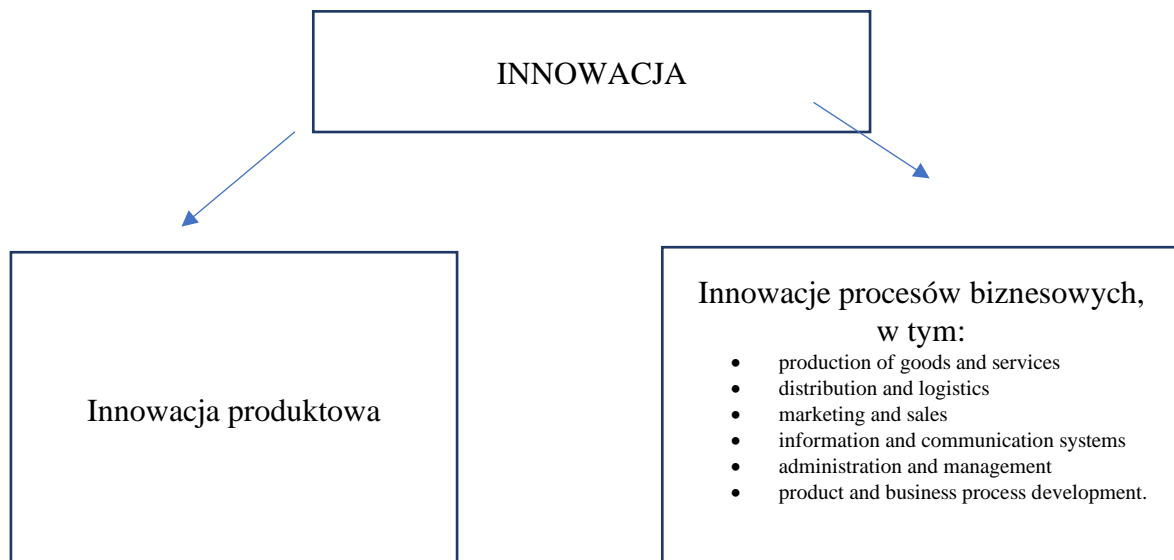 INNOWACJA
Innowacja produktowa
Innowacje procesów biznesowych,
w tym:
• production of goods and services
• distribution and logistics
• marketing and sales
• information and communication systems
• administration and management
• product and business process development.